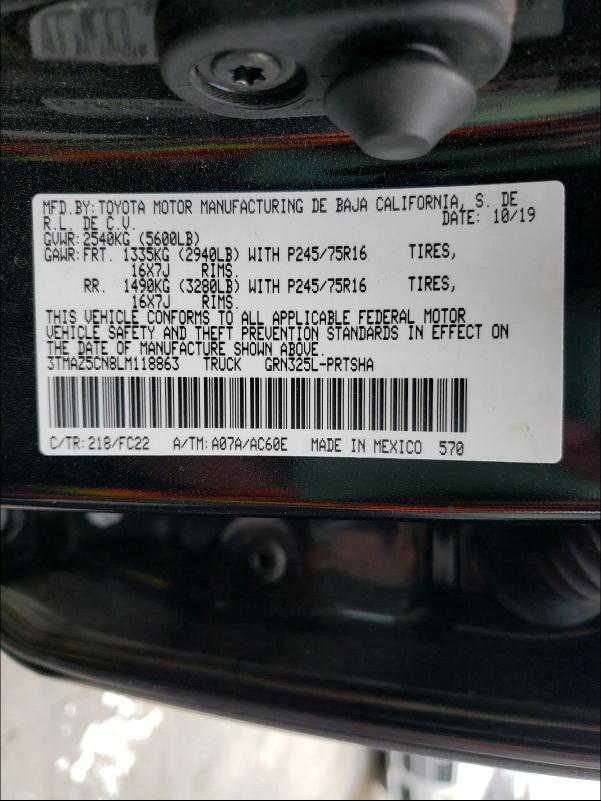 MFD.BY:TOYOTA MOTOR MANUFACTURING DE BAJA CALIFORNIA, S. DE
R.L. DE C.V. DATE: 10/19
GVWR:2540KG (5600LB)
GAWR:FRT. 1335KG (2940LB) WITH P245/75R16 TIRES,
16X7J RIMS.
RR. 1490KG (3280LB) WITH P245/75R16 TIRES,
16X7J RIMS.
THIS VEHICLE CONFORMS TO ALL APPLICABLE FEDERAL MOTOR
VEHICLE SAFETY AND THEFT PREVENTION STANDARDS IN EFFECT ON
THE DATE OF MANUFACTURE SHOWN ABOVE.
3TMAZ5CN8LM118863 TRUCK GRN325L-PRTSHA
C/TR:218/FC22 A/TM:A07A/AC60E MADE IN MEXICO 570